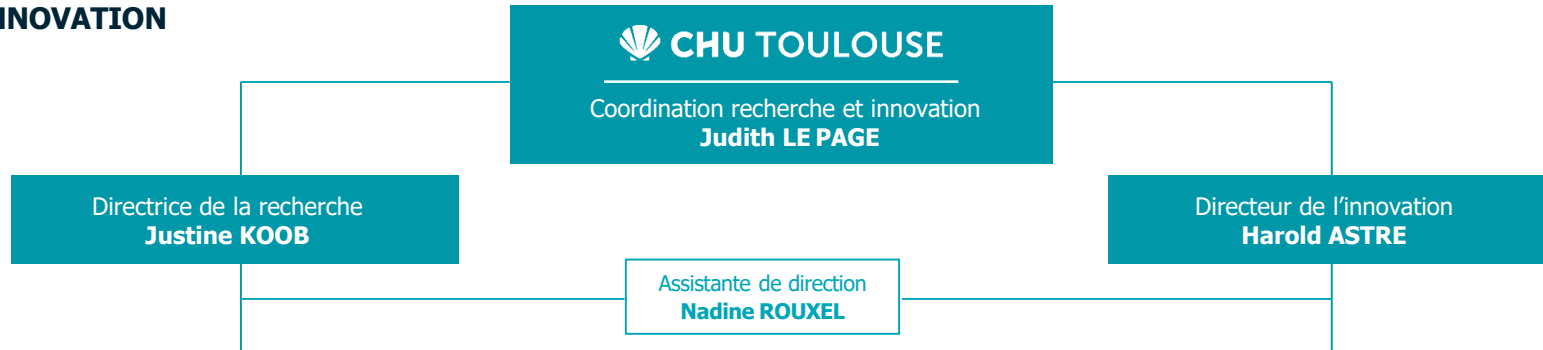 NNOVATION
CHU TOULOUSE
Coordination recherche et innovation
Judith LE PAGE
Directrice de la recherche
Justine KOOB
Directeur de l’innovation
Harold ASTRE
Assistante de direction
Nadine ROUXEL